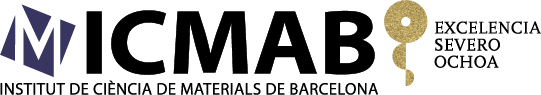 M ICMAB
INSTITUT DE CIÈNCIA DE MATERIALS DE BARCELONA
EXCELENCIA
SEVERO
OCHOA